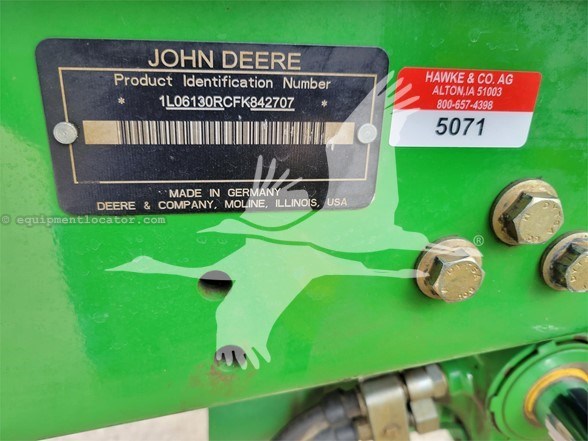 JOHN DEERE
Product Identification Number
* 1L06130RCFK842707 *
MADE IN GERMANY
DEERE & COMPANY, MOLINE, ILLINOIS, USA
HAWKE & CO. AG
ALTON,IA 51003
800-657-4398
5071
© equipmentlocator.com
®